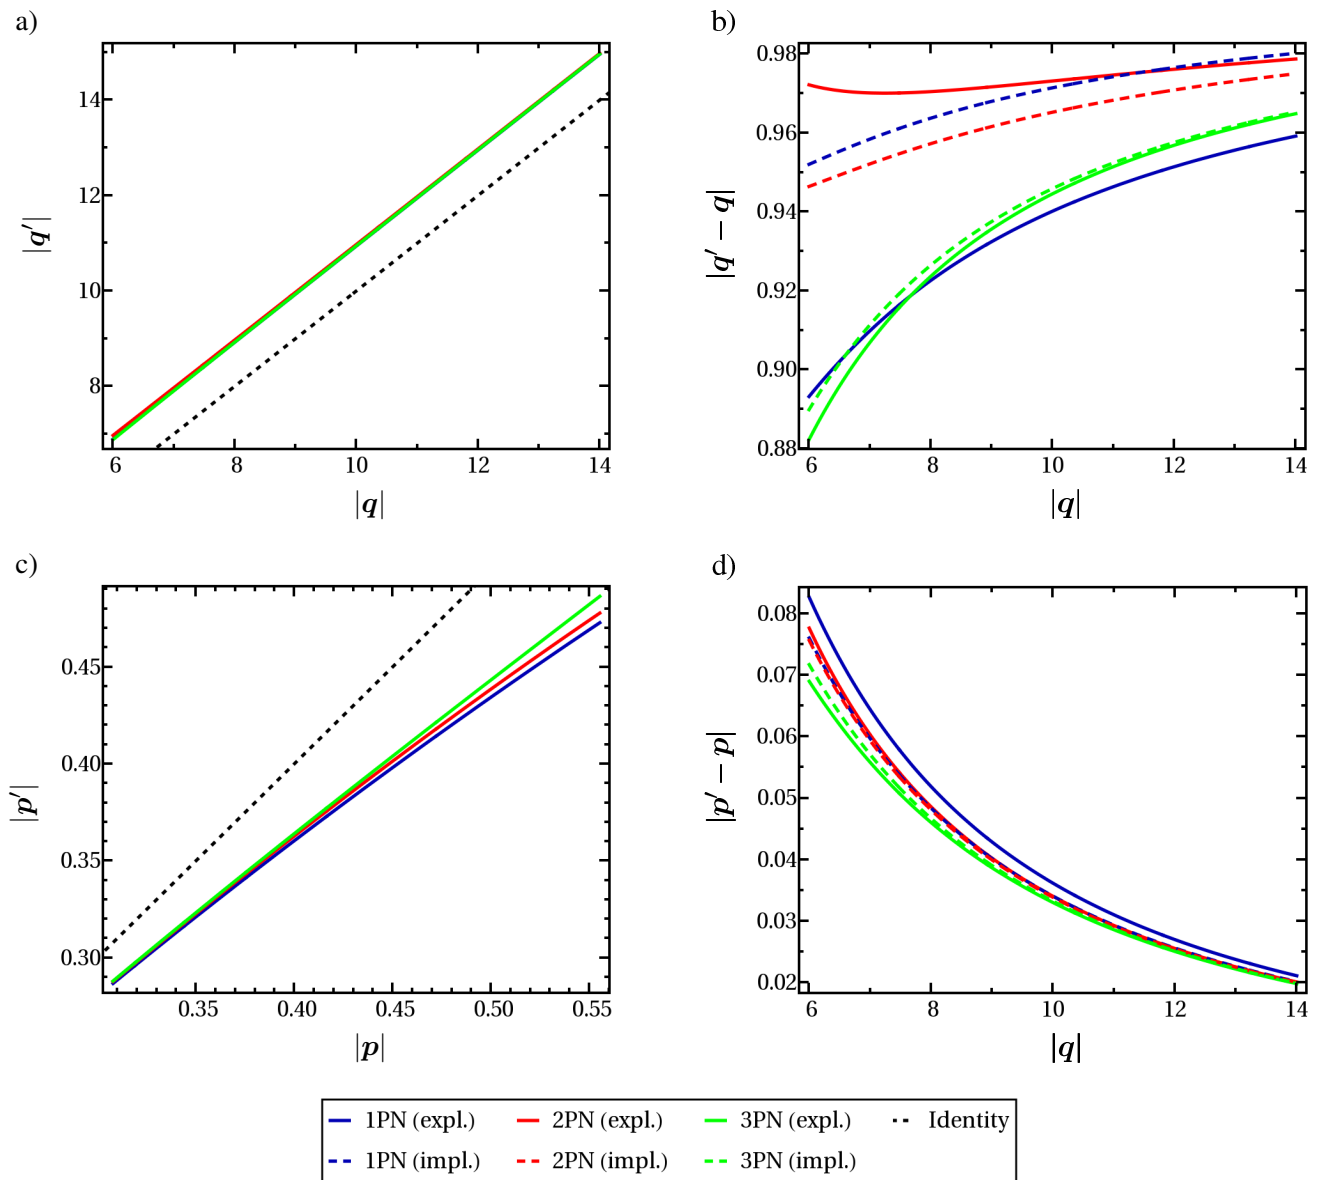 a)
14
12
10
8
6 8 10 12 14
|q′|
|q|
b)
0.98
0.96
0.94
0.92
0.90
0.88
6 8 10 12 14
|q′ − q|
|q|
c)
0.45
0.40
0.35
0.30
0.35 0.40 0.45 0.50 0.55
|p′|
|p|
d)
0.08
0.07
0.06
0.05
0.04
0.03
0.02
6 8 10 12 14
|p′ − p|
|q|
1PN (expl.) 2PN (expl.) 3PN (expl.) Identity
1PN (impl.) 2PN (impl.) 3PN (impl.)